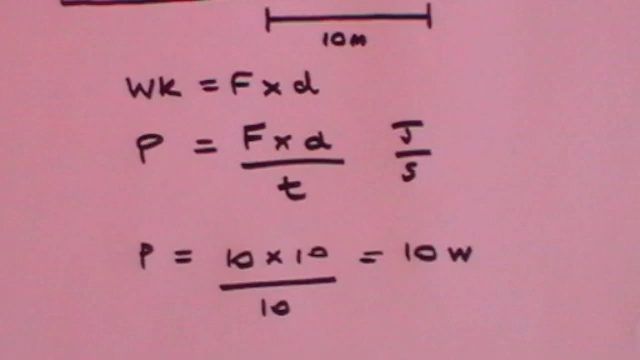 10m
WK = F x d
P = F x d / t J / s
P = 10 x 10 / 10 = 10 W